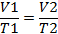 V1/T1 = V2/T2